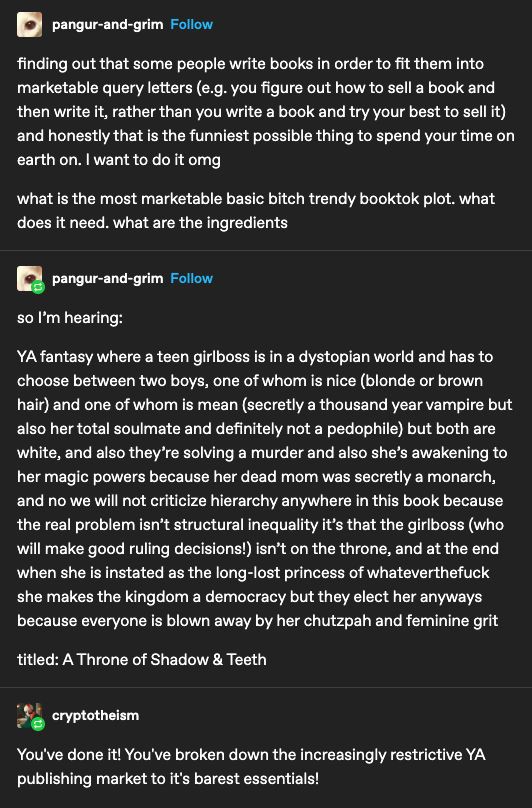 pangur-and-grim Follow
finding out that some people write books in order to fit them into
marketable query letters (e.g. you figure out how to sell a book and
then write it, rather than you write a book and try your best to sell it)
and honestly that is the funniest possible thing to spend your time on
earth on. I want to do it omg
what is the most marketable basic bitch trendy booktok plot. what
does it need. what are the ingredients
pangur-and-grim Follow
so I'm hearing:
YA fantasy where a teen girlboss is in a dystopian world and has to
choose between two boys, one of whom is nice (blonde or brown
hair) and one of whom is mean (secretly a thousand year vampire but
also her total soulmate and definitely not a pedophile) but both are
white, and also they're solving a murder and also she's awakening to
her magic powers because her dead mom was secretly a monarch,
and no we will not criticize hierarchy anywhere in this book because
the real problem isn't structural inequality it's that the girlboss (who
will make good ruling decisions!) isn't on the throne, and at the end
when she is instated as the long-lost princess of whateverthefuck
she makes the kingdom a democracy but they elect her anyways
because everyone is blown away by her chutzpah and feminine grit
titled: A Throne of Shadow & Teeth
cryptotheism
You've done it! You've broken down the increasingly restrictive YA
publishing market to it's barest essentials!